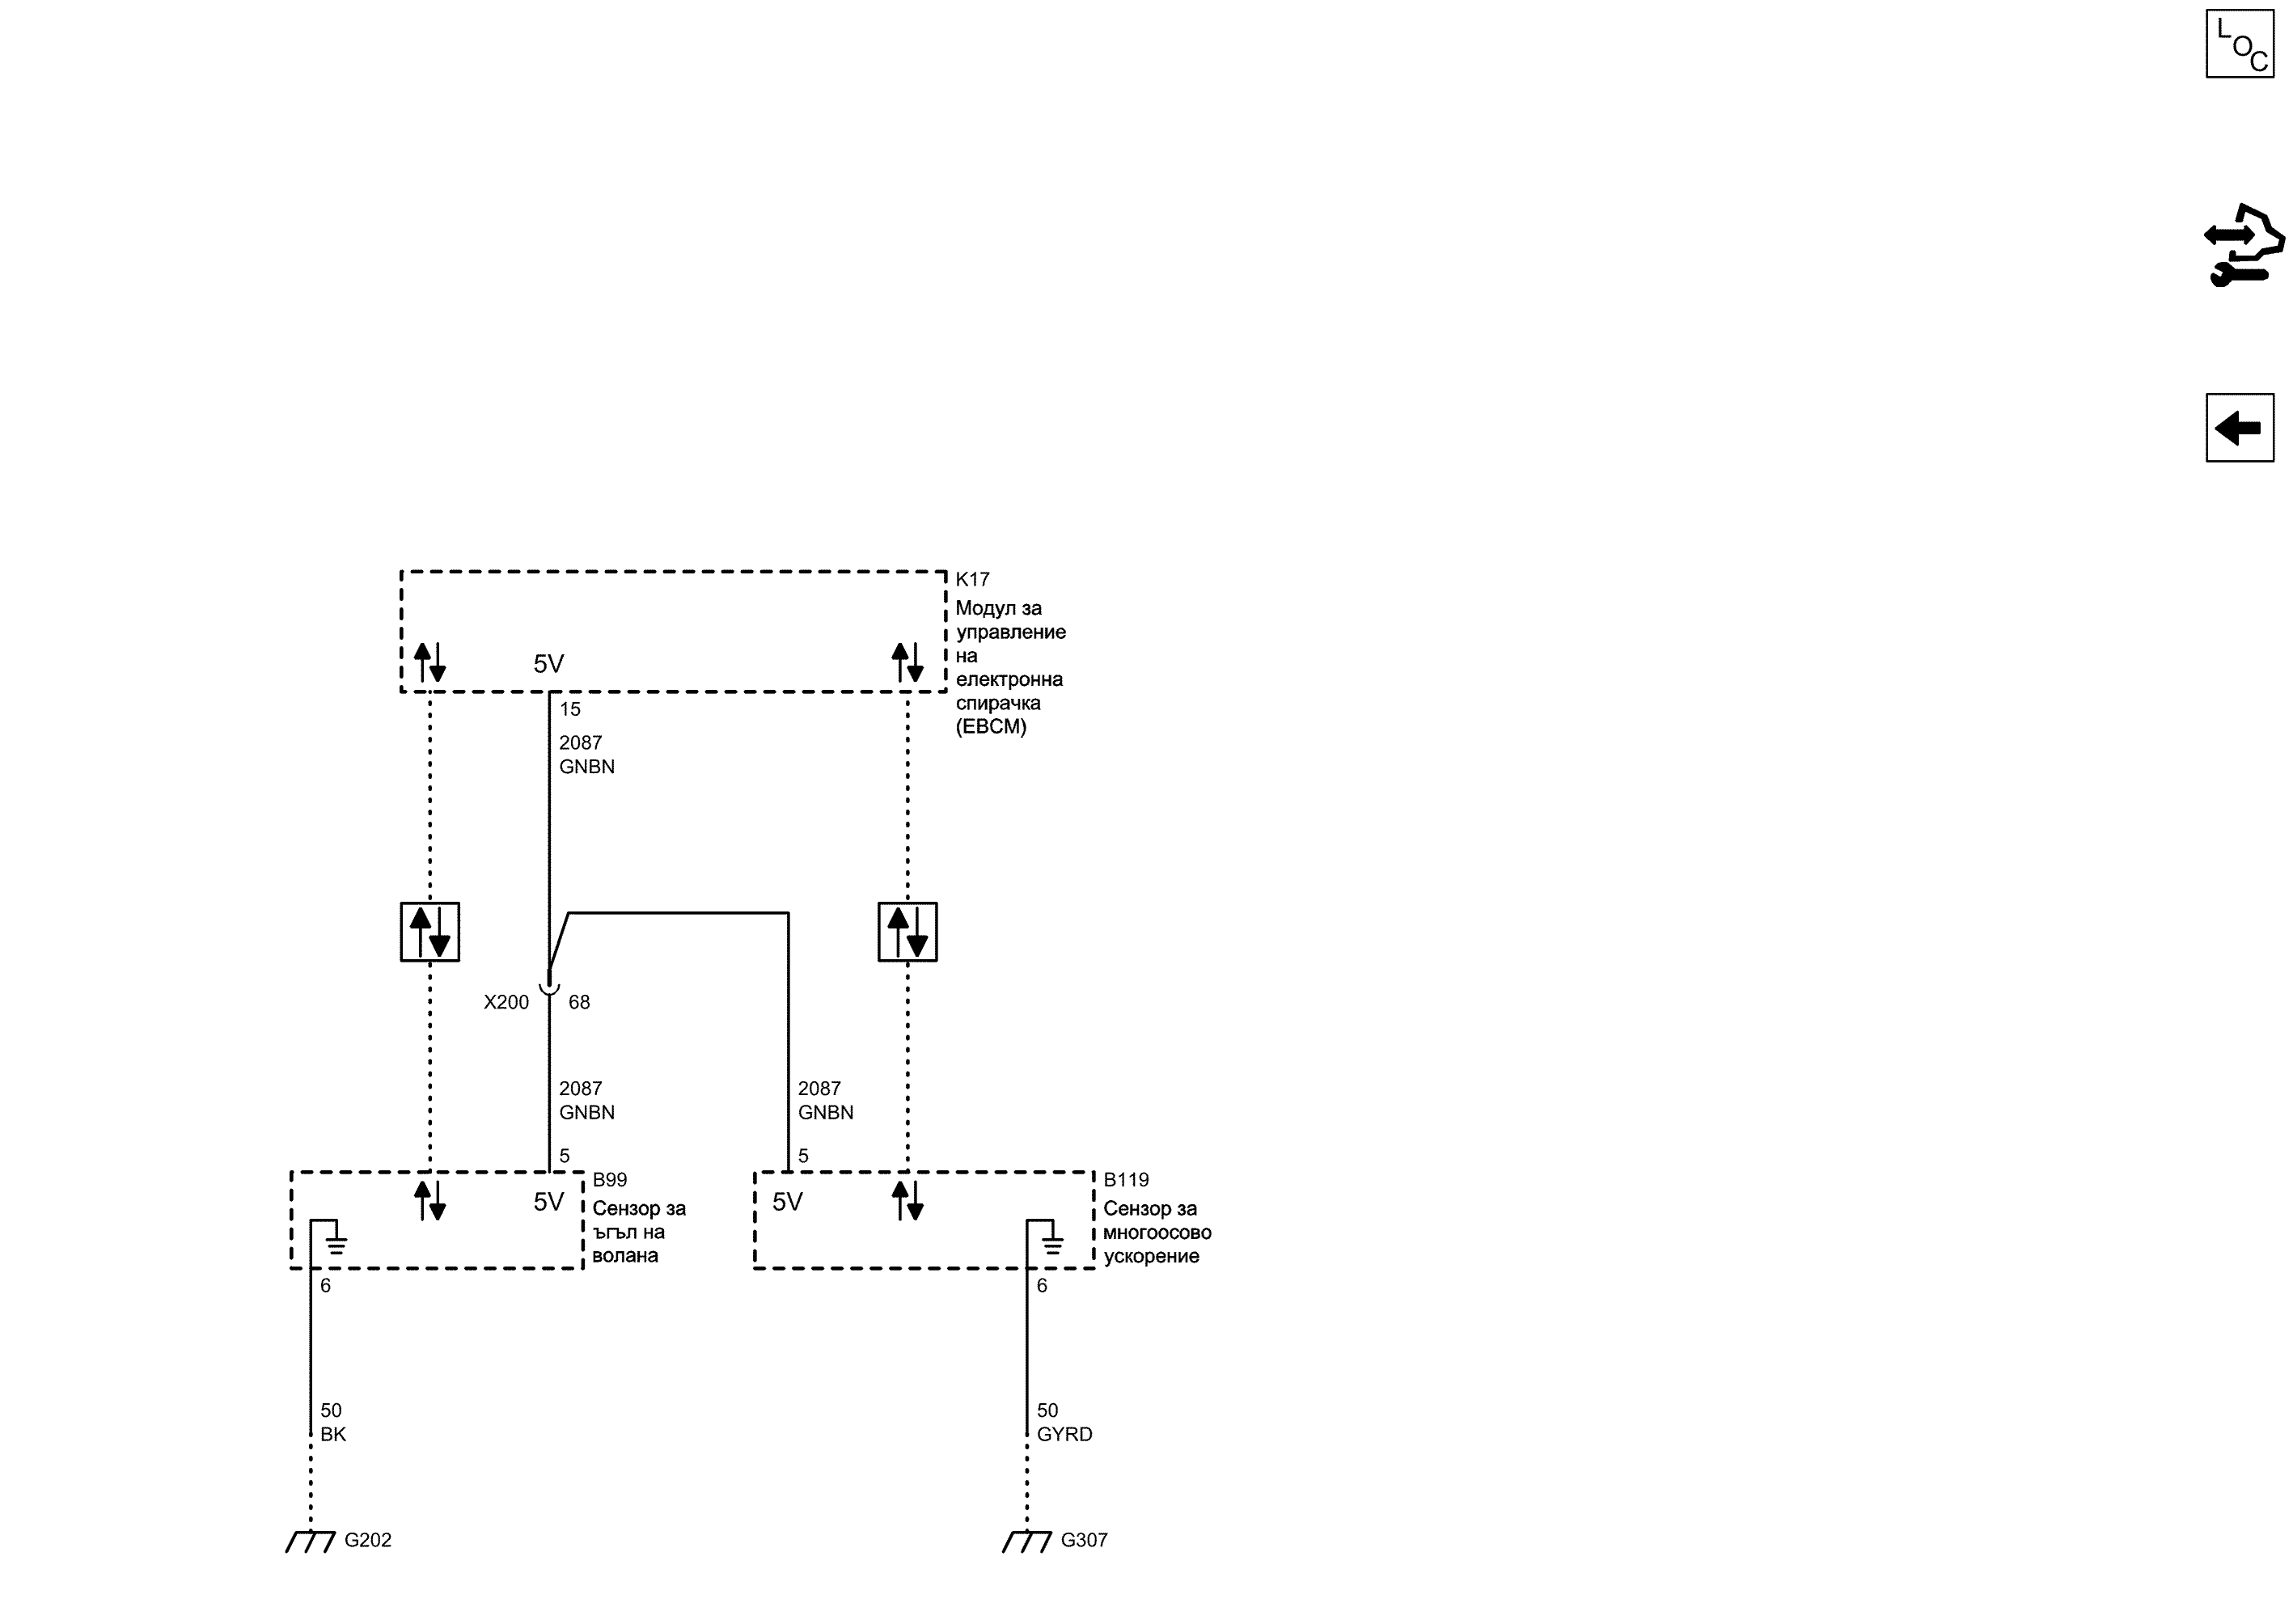 L
O
C
K17
Модул за
управление
на
електронна
спирачка
(EBCM)
5V
15
2087
GNBN
X200 68
2087
GNBN
2087
GNBN
5
5
B99
Сензор за
ъгъл на
волана
5V
5V
B119
Сензор за
многоосово
ускорение
6
6
50
BK
50
GYRD
G202
G307